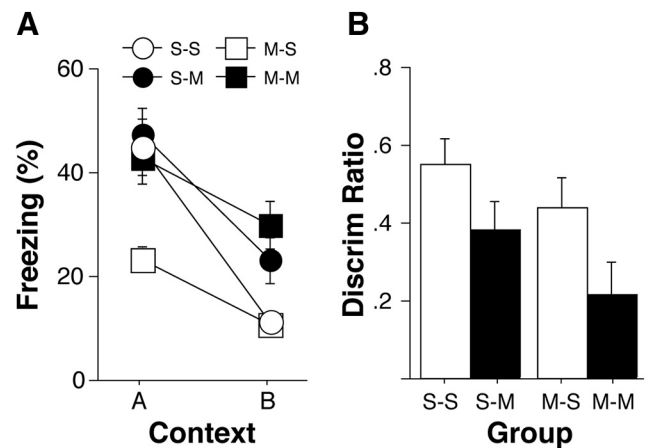 A
S-S
M-S
S-M
M-M
60
40
20
0
Freezing (%)
A
B
Context
B
.8
.6
.4
.2
Discrim Ratio
S-S
S-M
M-S
M-M
Group